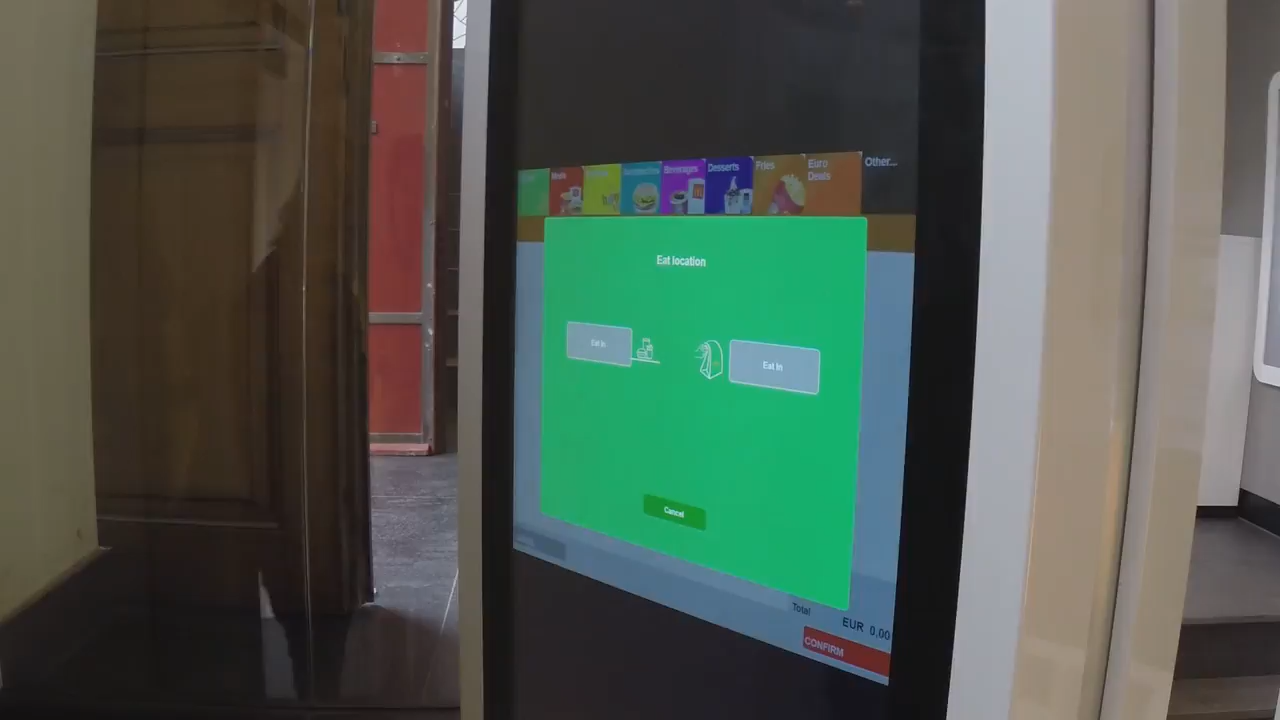 Meals
Beverages
Desserts
Fries
Euro
Deals
Other...
Eat location
Eat In
Eat In
Cancel
Total
EUR 0,00
CONFIRM